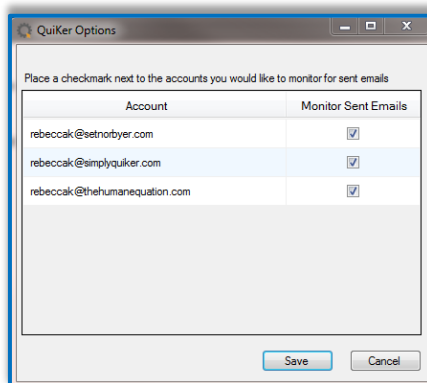 QuiKer Options
Place a checkmark next to the accounts you would like to monitor for sent emails
Account Monitor Sent Emails
rebeccak@setnorbyer.com
rebeccak@simplyquiker.com
rebeccak@thehumanequation.com
Save Cancel